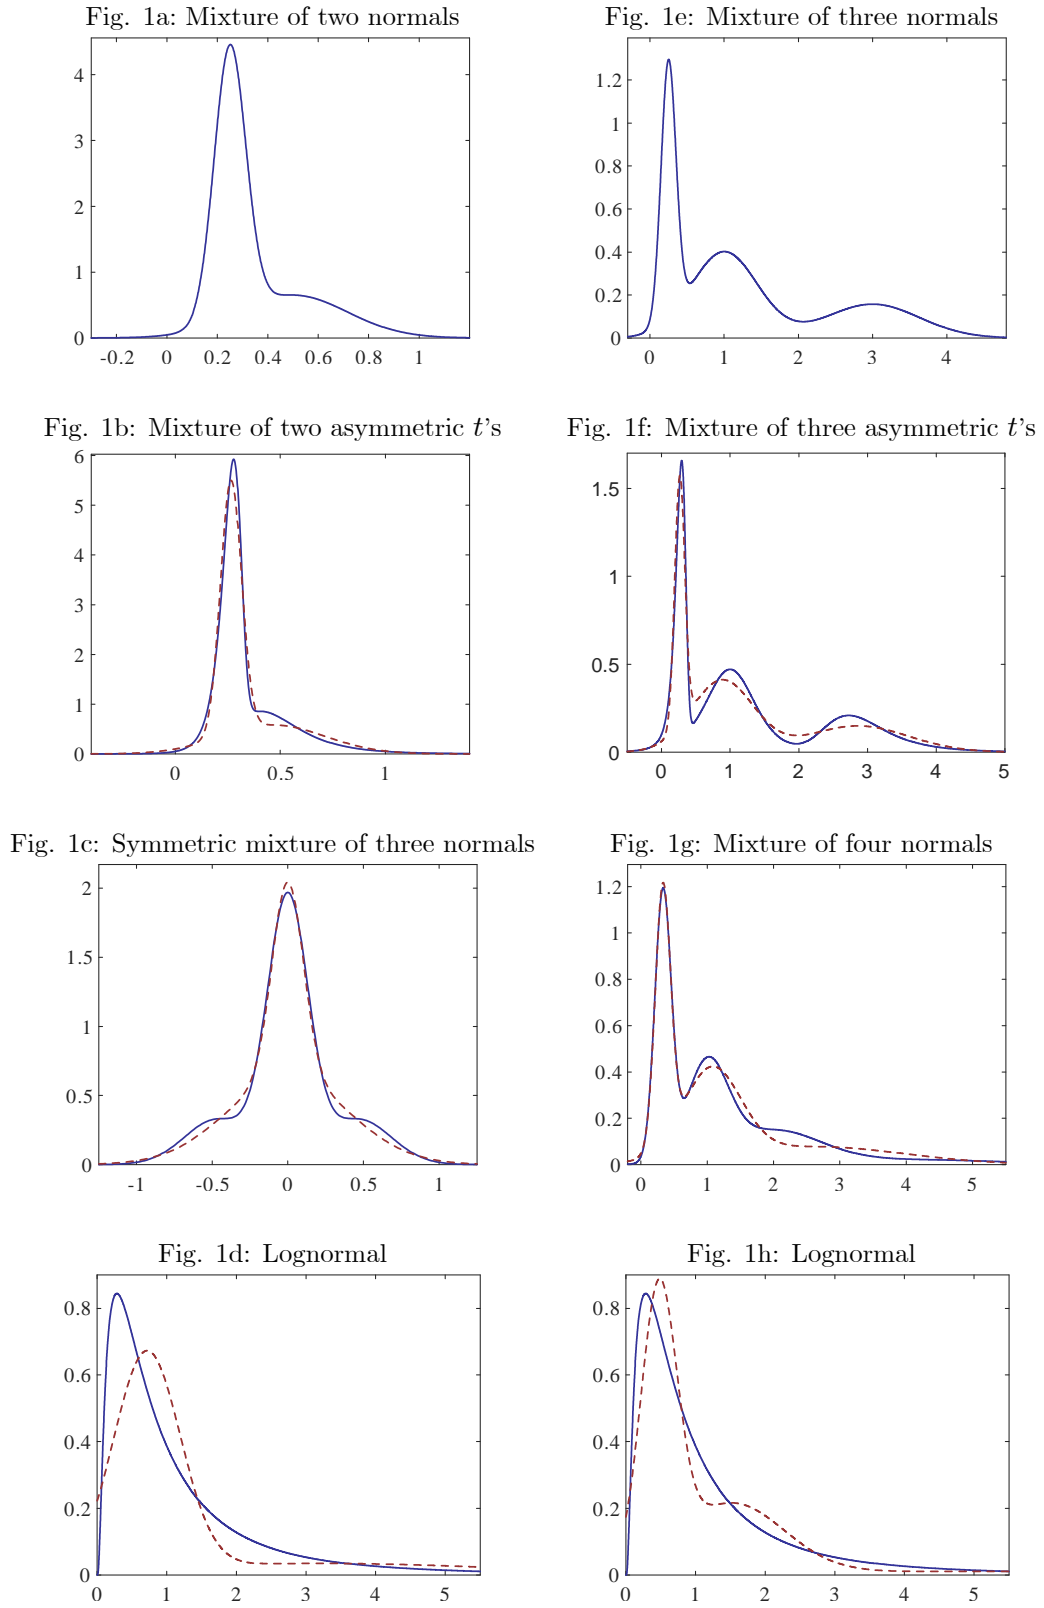 Fig. 1a: Mixture of two normals
4
3
2
1
0
-0.2 0 0.2 0.4 0.6 0.8 1
Fig. 1e: Mixture of three normals
1.2
1
0.8
0.6
0.4
0.2
0
0 1 2 3 4
Fig. 1b: Mixture of two asymmetric t's
6
5
4
3
2
1
0
0 0.5 1
Fig. 1f: Mixture of three asymmetric t's
1.5
1
0.5
0
0 1 2 3 4 5
Fig. 1c: Symmetric mixture of three normals
2
1.5
1
0.5
0
-1 -0.5 0 0.5 1
Fig. 1g: Mixture of four normals
1.2
1
0.8
0.6
0.4
0.2
0
0 1 2 3 4 5
Fig. 1d: Lognormal
0.8
0.6
0.4
0.2
0
0 1 2 3 4 5
Fig. 1h: Lognormal
0.8
0.6
0.4
0.2
0
0 1 2 3 4 5